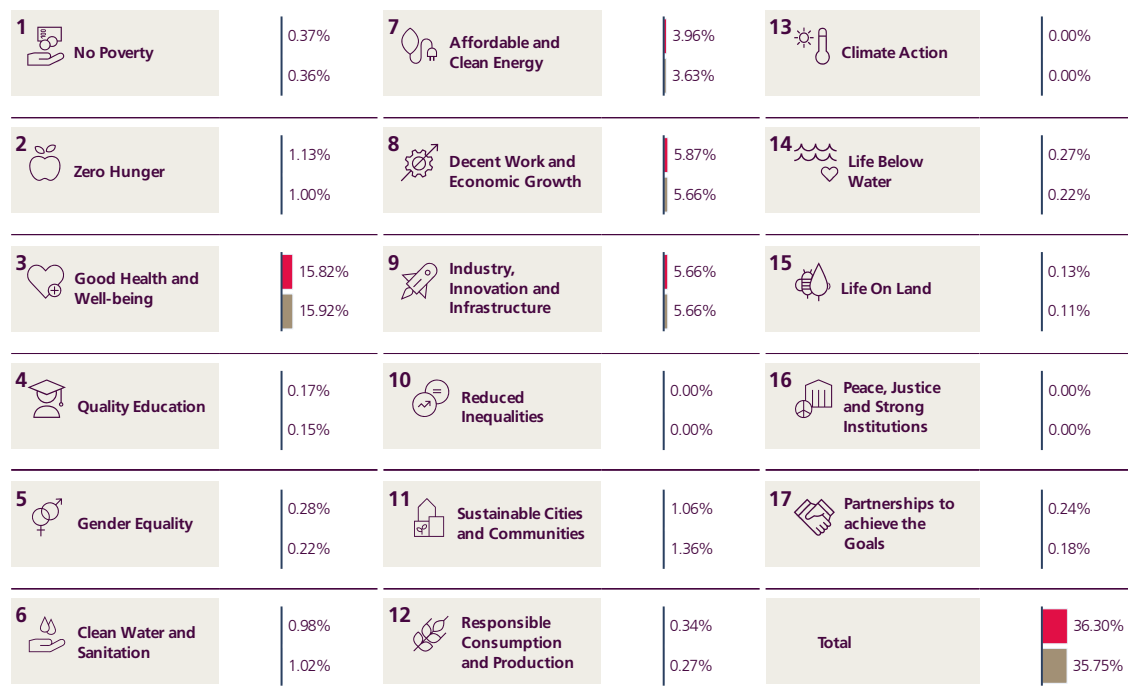 1
No Poverty
0.37%
0.36%
2
Zero Hunger
1.13%
1.00%
3
Good Health and
Well-being
15.82%
15.92%
4
Quality Education
0.17%
0.15%
5
Gender Equality
0.28%
0.22%
6
Clean Water and
Sanitation
0.98%
1.02%
7
Affordable and
Clean Energy
3.96%
3.63%
8
Decent Work and
Economic Growth
5.87%
5.66%
9
Industry,
Innovation and
Infrastructure
5.66%
5.66%
10
Reduced
Inequalities
0.00%
0.00%
11
Sustainable Cities
and Communities
1.06%
1.36%
12
Responsible
Consumption
and Production
0.34%
0.27%
13
Climate Action
0.00%
0.00%
14
Life Below
Water
0.27%
0.22%
15
Life On Land
0.13%
0.11%
16
Peace, Justice
and Strong
Institutions
0.00%
0.00%
17
Partnerships to
achieve the
Goals
0.24%
0.18%
Total
36.30%
35.75%